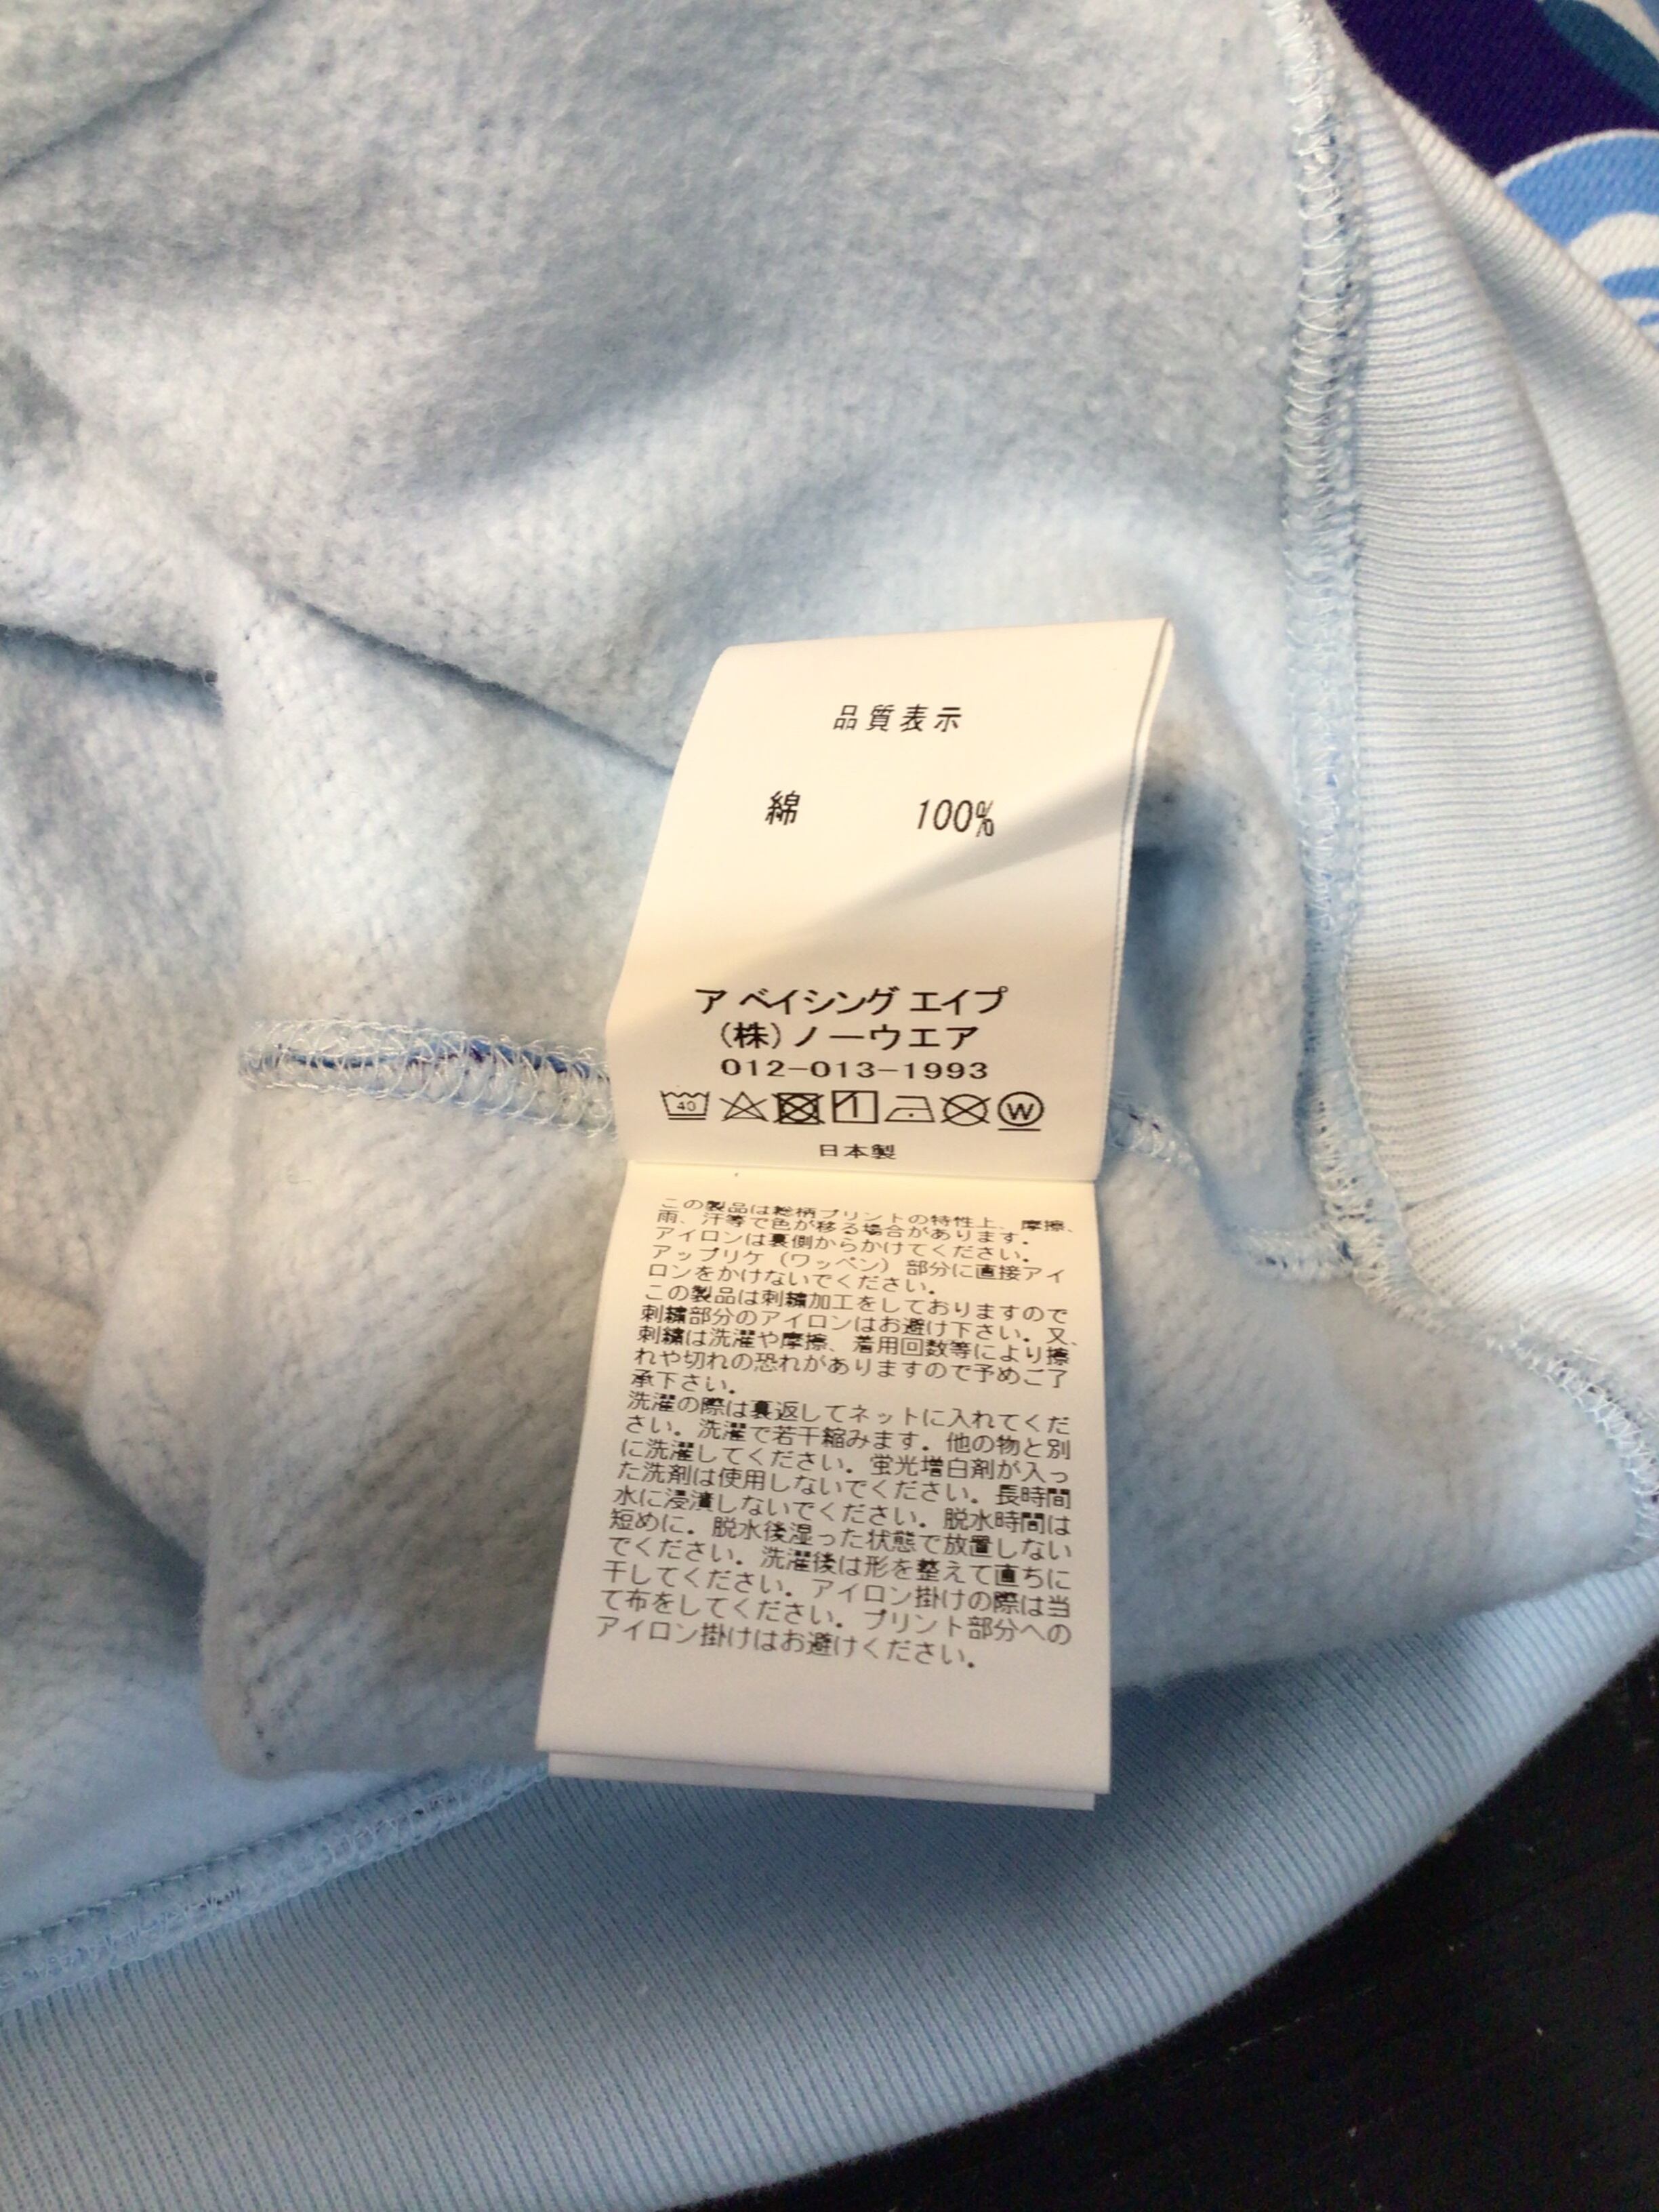 品質表示
綿 100%
ア ベイシング エイプ
(株)ノーウエア
012-013-1993
40
W
日本製
この製品は総柄プリントの特性上、摩擦、
雨、汗等で色が移る場合があります.
アイロンは裏側からかけてください.
アップリケ（ワッペン）部分に直接アイ
ロンをかけないでください.
この製品は刺繍加工をしておりますので
刺繍部分のアイロンはお避け下さい. 又、
刺繍は洗濯や摩擦、着用回数等により擦
れや切れの恐れがありますので予めご了
承下さい.
洗濯の際は裏返してネットに入れてくだ
さい. 洗濯で若干縮みます. 他の物と別
に洗濯してください. 蛍光増白剤が入っ
た洗剤は使用しないでください. 長時間
水に浸漬しないでください. 脱水時間は
短めに. 脱水後湿った状態で放置しない
でください. 洗濯後は形を整えて直ちに
干してください. アイロン掛けの際は当
て布をしてください. プリント部分への
アイロン掛けはお避けください.